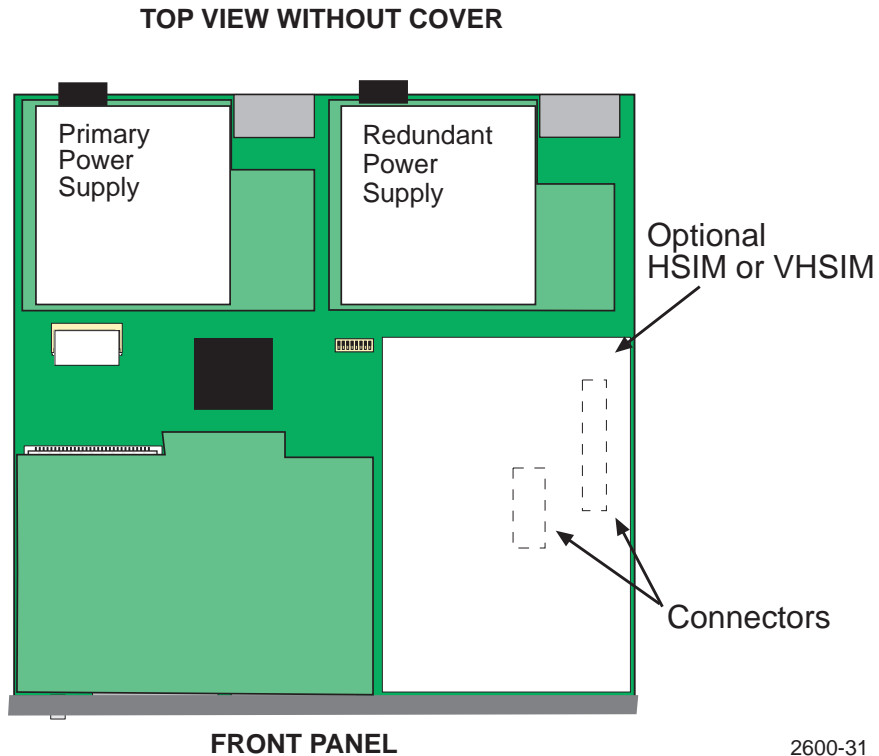 TOP VIEW WITHOUT COVER
Primary
Power
Supply
Redundant
Power
Supply
Optional
HSIM or VHSIM
Connectors
FRONT PANEL
2600-31